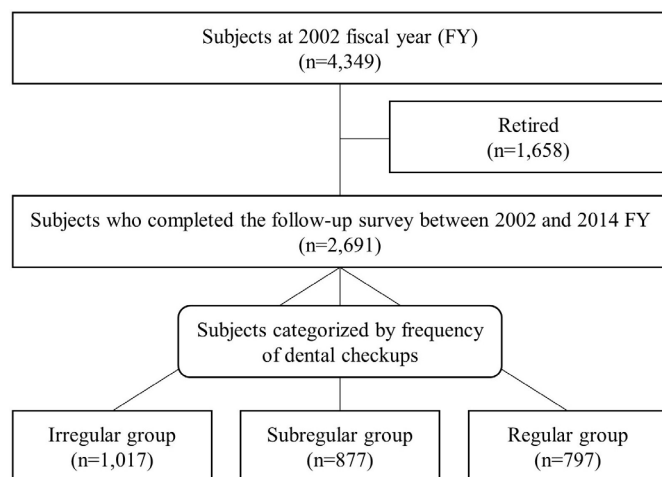 Subjects at 2002 fiscal year (FY)
(n=4,349)
Retired
(n=1,658)
Subjects who completed the follow-up survey between 2002 and 2014 FY
(n=2,691)
Subjects categorized by frequency
of dental checkups
Irregular group
(n=1,017)
Subregular group
(n=877)
Regular group
(n=797)